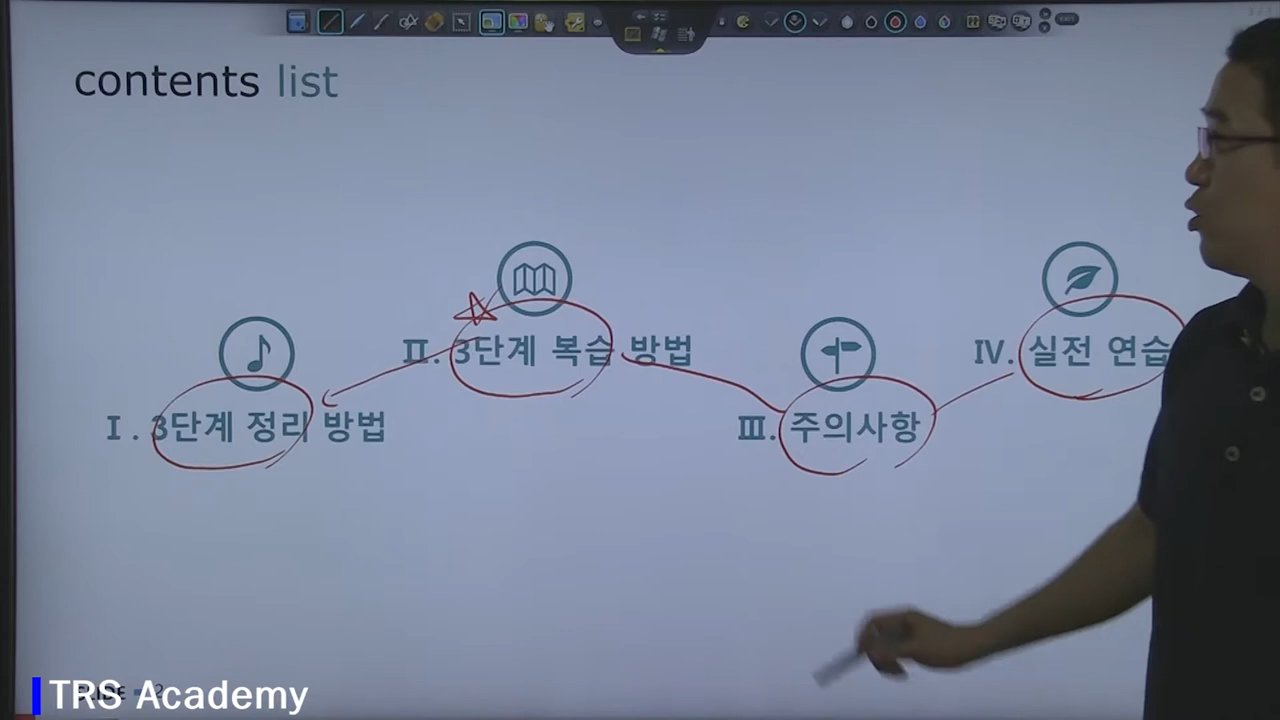 contents list
Ⅰ. 3단계 정리 방법
Ⅱ. 3단계 복습 방법
Ⅲ. 주의사항
Ⅳ. 실전 연습
TRS Academy